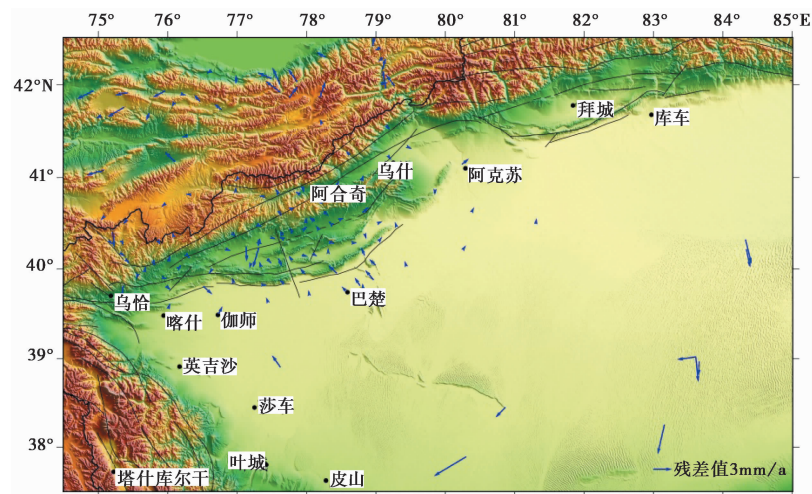 75° 76° 77° 78° 79° 80° 81° 82° 83° 84° 85°E
42°N
拜城
库车
41°
乌什
阿克苏
阿合奇
40°
乌恰
巴楚
喀什
伽师
39°
英吉沙
莎车
38°
叶城
塔什库尔干
皮山
残差值3mm/a